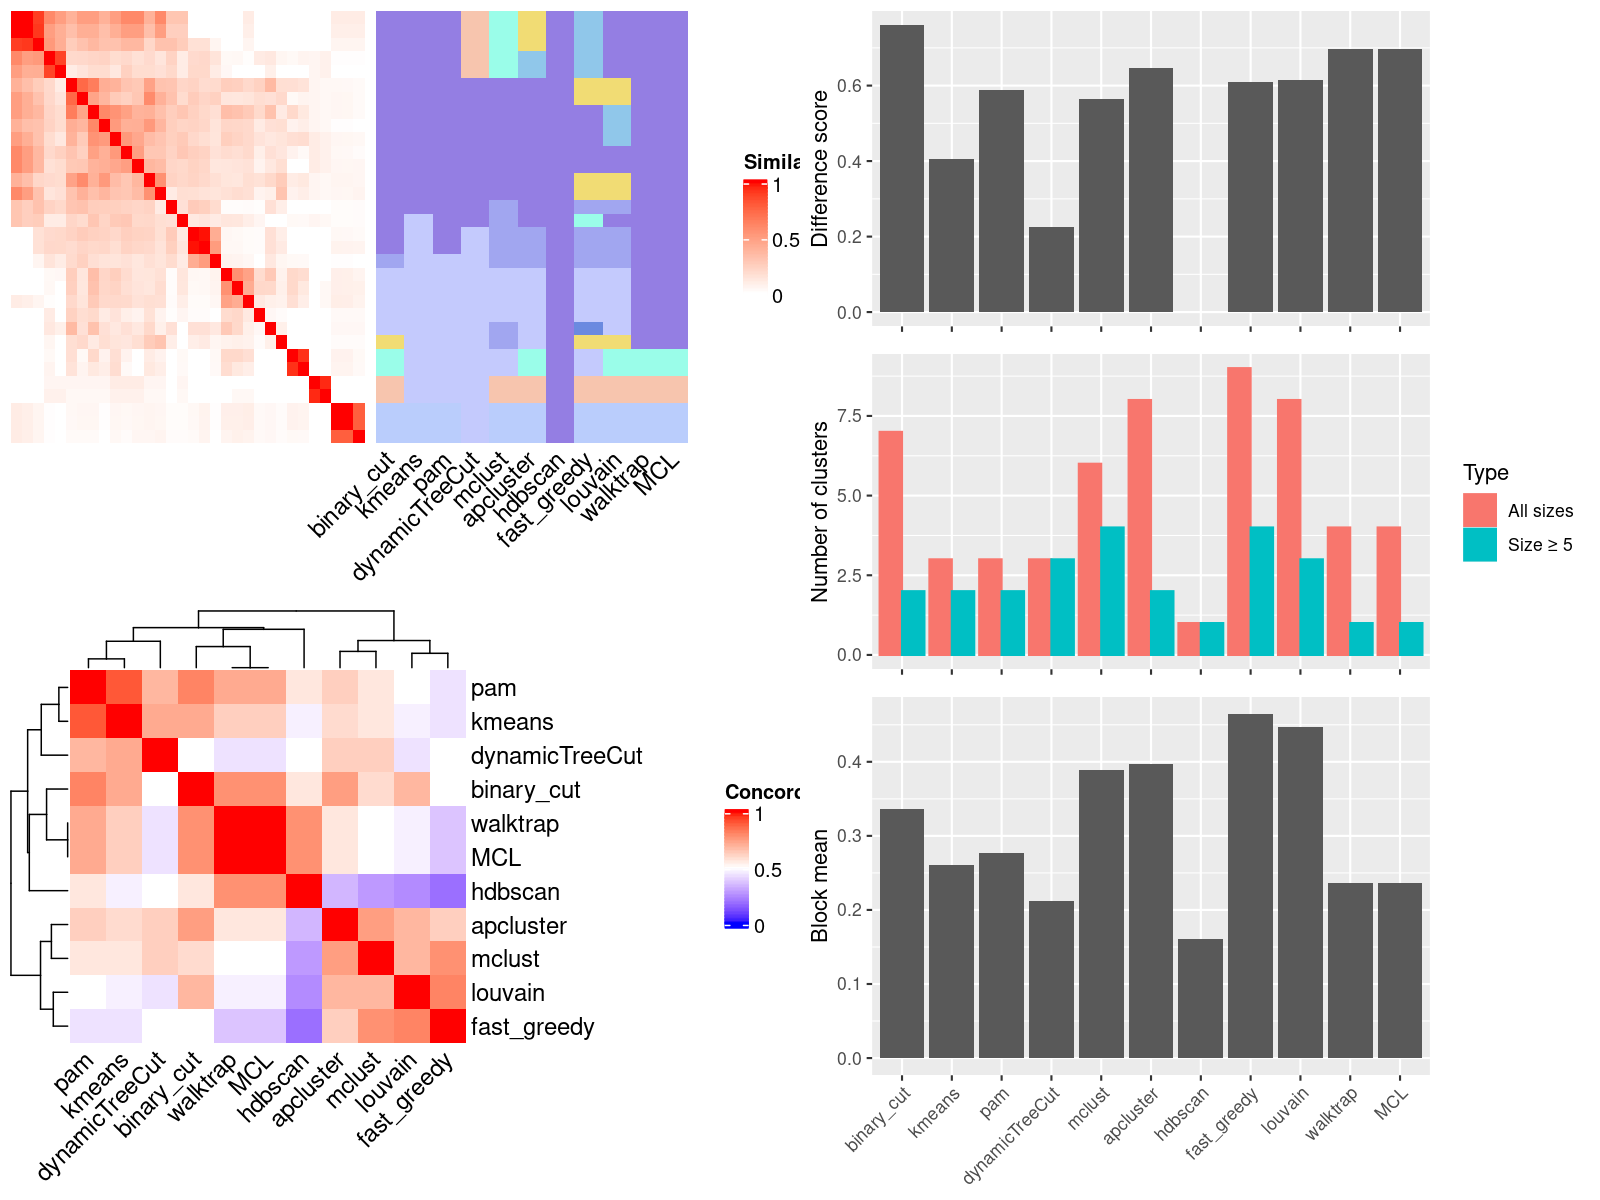 Simila
1
0.5
0
binary_cut
kmeans
pam
dynamicTreeCut
mclust
apcluster
hdbscan
fast_greedy
louvain
walktrap
MCL
pam
kmeans
dynamicTreeCut
binary_cut
walktrap
MCL
hdbscan
apcluster
mclust
louvain
fast_greedy
pam
kmeans
dynamicTreeCut
binary_cut
walktrap
MCL
hdbscan
apcluster
mclust
louvain
fast_greedy
Concord
1
0.5
0
Difference score
0.6
0.4
0.2
0.0
Number of clusters
7.5
5.0
2.5
0.0
Type
All sizes
Size ≥ 5
Block mean
0.4
0.3
0.2
0.1
0.0
binary_cut
kmeans
pam
dynamicTreeCut
mclust
apcluster
hdbscan
fast_greedy
louvain
walktrap
MCL